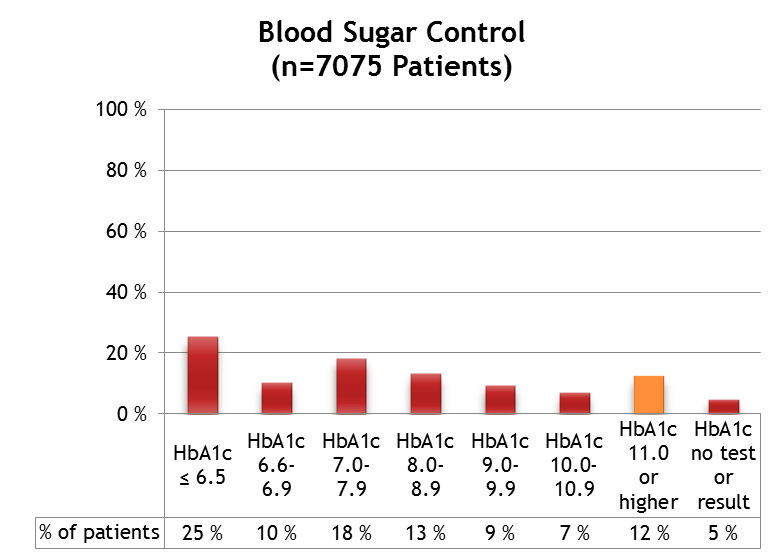 Blood Sugar Control
(n=7075 Patients)
100 %
80 %
60 %
40 %
20 %
0 %
HbA1c
≤ 6.5
HbA1c
6.6-
6.9
HbA1c
7.0-
7.9
HbA1c
8.0-
8.9
HbA1c
9.0-
9.9
HbA1c
10.0-
10.9
HbA1c
11.0
or
higher
HbA1c
no test
or
result
% of patients 25 % 10 % 18 % 13 % 9 % 7 % 12 % 5 %